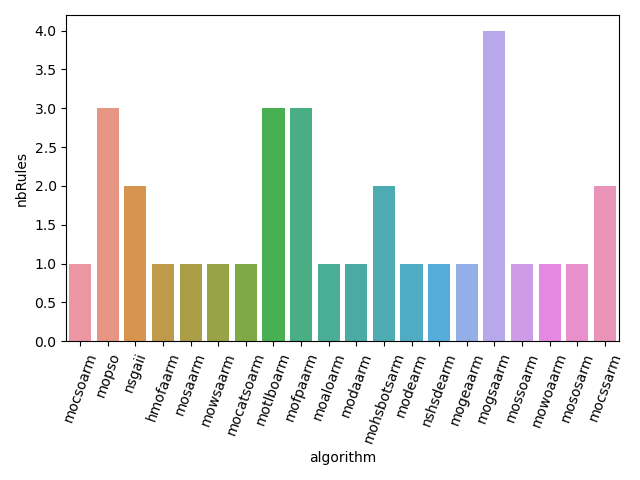 4.0
3.5
3.0
2.5
2.0
1.5
1.0
0.5
0.0
nbRules
mocsoarm
mopso
nsgaii
hmofaarm
mosaarm
mowsaarm
mocatsoarm
motlboarm
mofpaarm
moaloarm
modaarm
mohsbotsarm
modearm
nshsdearm
mogeaarm
mogsaarm
mossoarm
mowoaarm
mososarm
mocssarm
algorithm